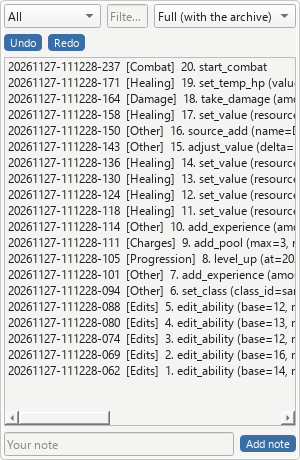 All Filte... Full (with the archive)
Undo Redo
20261127-111228-237 [Combat] 20. start_combat
20261127-111228-171 [Healing] 19. set_temp_hp (valu
20261127-111228-164 [Damage] 18. take_damage (amo
20261127-111228-158 [Healing] 17. set_value (resourc
20261127-111228-150 [Other] 16. source_add (name=D
20261127-111228-143 [Other] 15. adjust_value (delta=
20261127-111228-136 [Healing] 14. set_value (resourc
20261127-111228-130 [Healing] 13. set_value (resourc
20261127-111228-124 [Healing] 12. set_value (resourc
20261127-111228-118 [Healing] 11. set_value (resourc
20261127-111228-114 [Other] 10. add_experience (amo
20261127-111228-111 [Charges] 9. add_pool (max=3, r
20261127-111228-105 [Progression] 8. level_up (at=20
20261127-111228-101 [Other] 7. add_experience (amou
20261127-111228-094 [Other] 6. set_class (class_id=sa
20261127-111228-088 [Edits] 5. edit_ability (base=12, n
20261127-111228-080 [Edits] 4. edit_ability (base=13, n
20261127-111228-074 [Edits] 3. edit_ability (base=12, n
20261127-111228-069 [Edits] 2. edit_ability (base=16, n
20261127-111228-062 [Edits] 1. edit_ability (base=14, n
Your note Add note